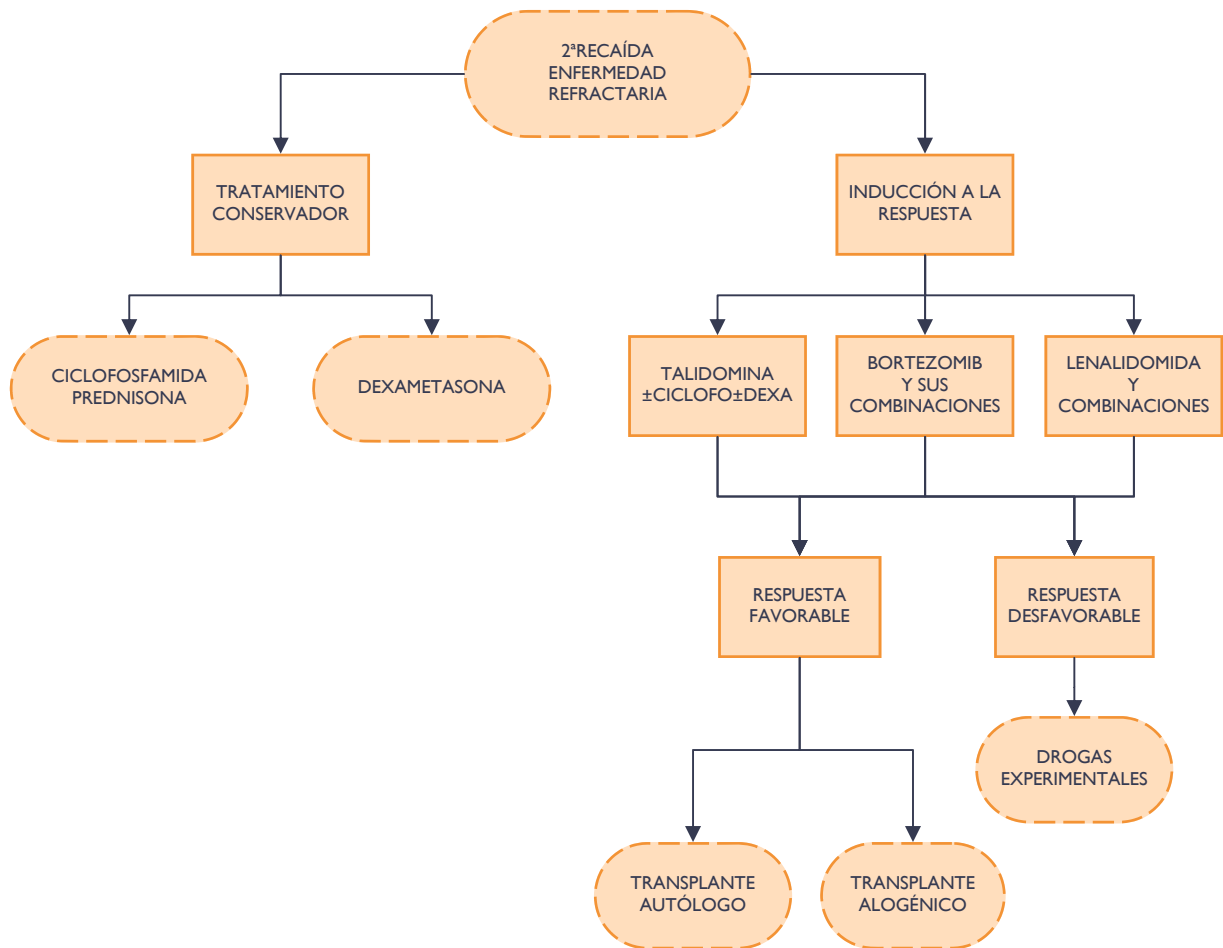 2ªRECAÍDA
ENFERMEDAD
REFRACTARIA
TRATAMIENTO
CONSERVADOR
INDUCCIÓN A LA
RESPUESTA
CICLOFOSFAMIDA
PREDNISONA
DEXAMETASONA
TALIDOMINA
±CICLOFO±DEXA
BORTEZOMIB
Y SUS
COMBINACIONES
LENALIDOMIDA
Y
COMBINACIONES
RESPUESTA
FAVORABLE
RESPUESTA
DESFAVORABLE
DROGAS
EXPERIMENTALES
TRANSPLANTE
AUTÓLOGO
TRANSPLANTE
ALOGÉNICO